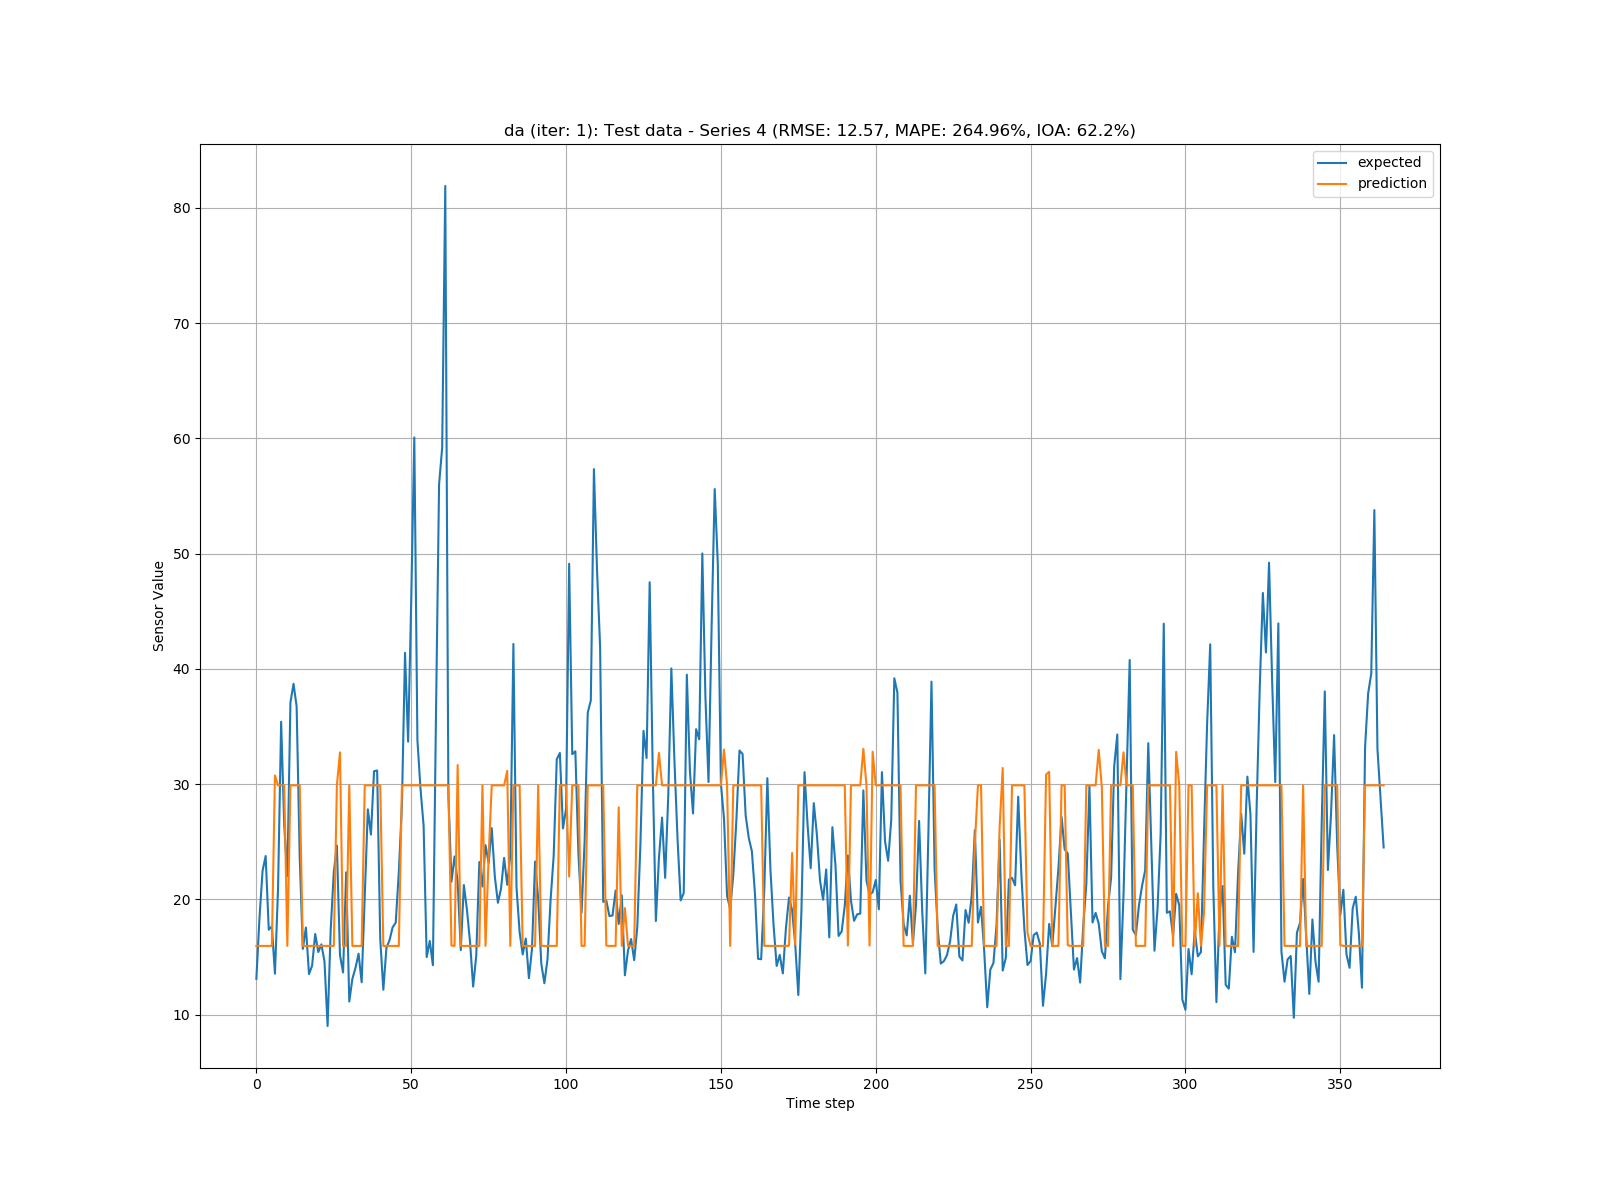 da (iter: 1): Test data - Series 4 (RMSE: 12.57, MAPE: 264.96%, IOA: 62.2%)
expected
prediction
80
70
60
50
40
30
20
10
Sensor Value
0 50 100 150 200 250 300 350
Time step